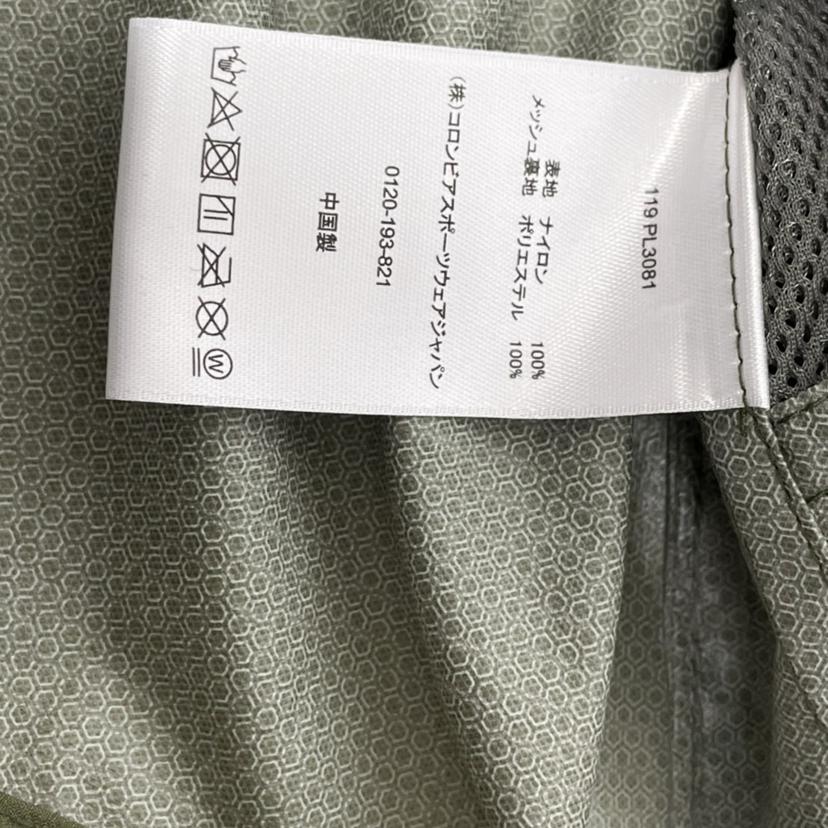 119 PL3081
表地 ナイロン 100%
メッシュ裏地 ポリエステル 100%
(株)コロンビアスポーツウェアジャパン
0120-193-821
中国製
W